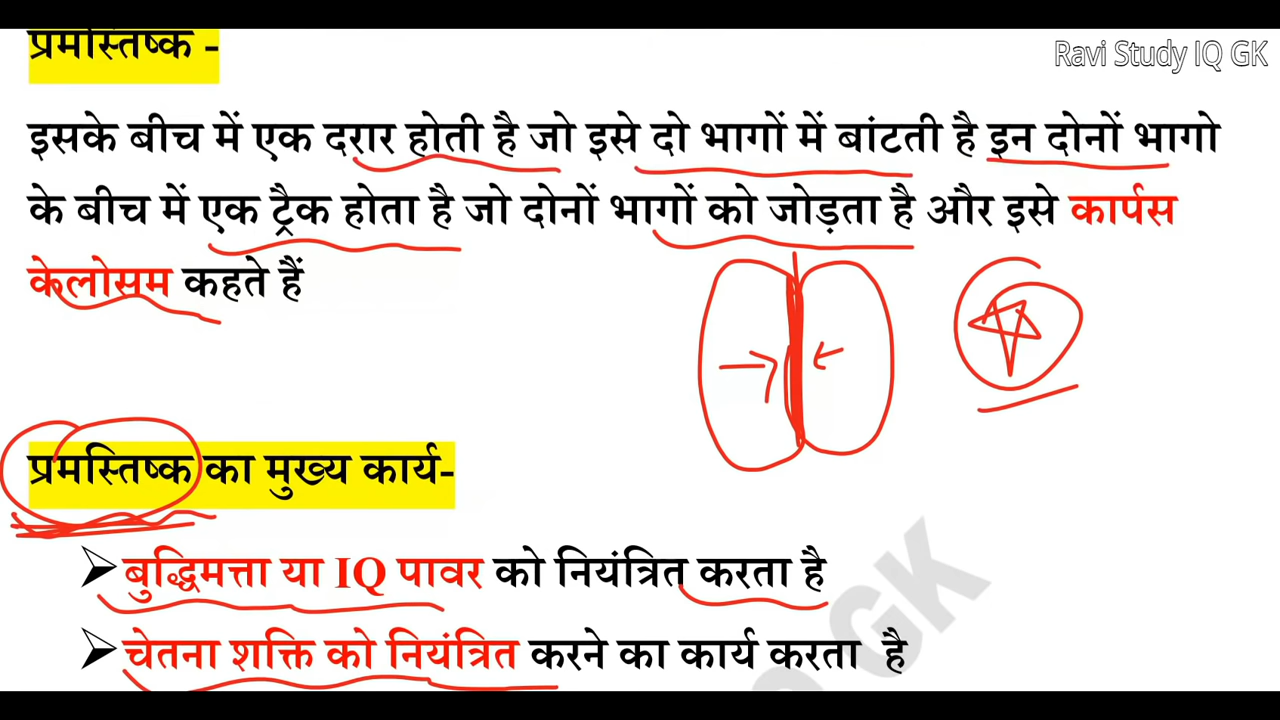 प्रमस्तिष्क -
Ravi Study IQ GK
इसके बीच में एक दरार होती है जो इसे दो भागों में बांटती है इन दोनों भागो
के बीच में एक ट्रैक होता है जो दोनों भागों को जोड़ता है और इसे कार्पस
केलोसम कहते हैं
प्रमस्तिष्क का मुख्य कार्य-
बुद्धिमत्ता या IQ पावर को नियंत्रित करता है
चेतना शक्ति को नियंत्रित करने का कार्य करता है
GK